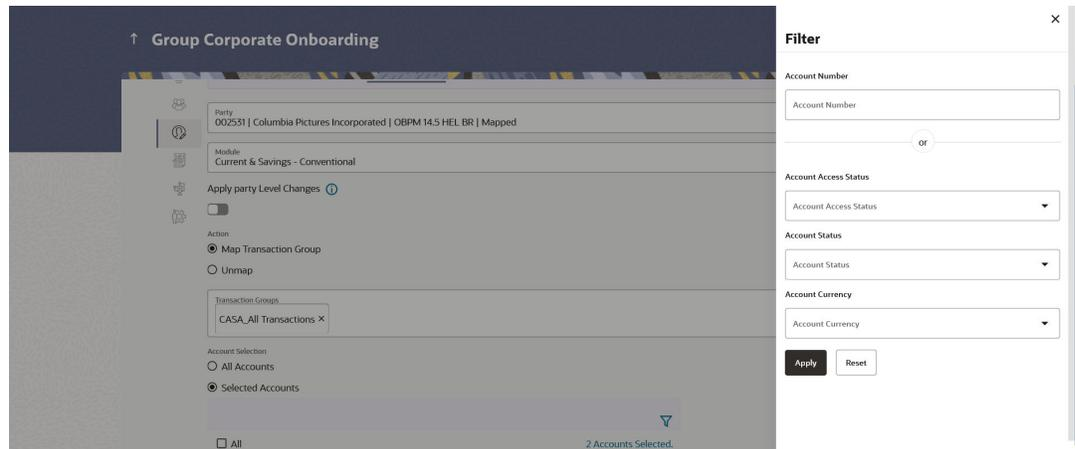 Group Corporate Onboarding
Party
002531 | Columbia Pictures Incorporated | OBPM 14.5 HEL BR | Mapped
Module
Current & Savings - Conventional
Apply party Level Changes
Action
Map Transaction Group
Unmap
Transaction Groups
CASA_All Transactions ×
Account Selection
All Accounts
Selected Accounts
All
2 Accounts Selected.
Filter
Account Number
Account Number
or
Account Access Status
Account Access Status
Account Status
Account Status
Account Currency
Account Currency
Apply
Reset